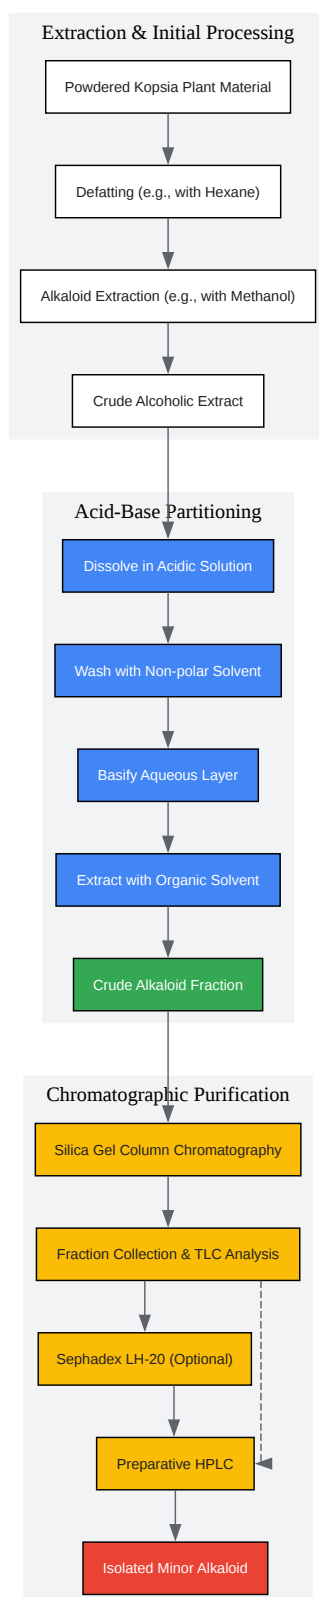 Extraction & Initial Processing
Powdered Kopsia Plant Material
Defatting (e.g., with Hexane)
Alkaloid Extraction (e.g., with Methanol)
Crude Alcoholic Extract
Acid-Base Partitioning
Dissolve in Acidic Solution
Wash with Non-polar Solvent
Basify Aqueous Layer
Extract with Organic Solvent
Crude Alkaloid Fraction
Chromatographic Purification
Silica Gel Column Chromatography
Fraction Collection & TLC Analysis
Sephadex LH-20 (Optional)
Preparative HPLC
Isolated Minor Alkaloid